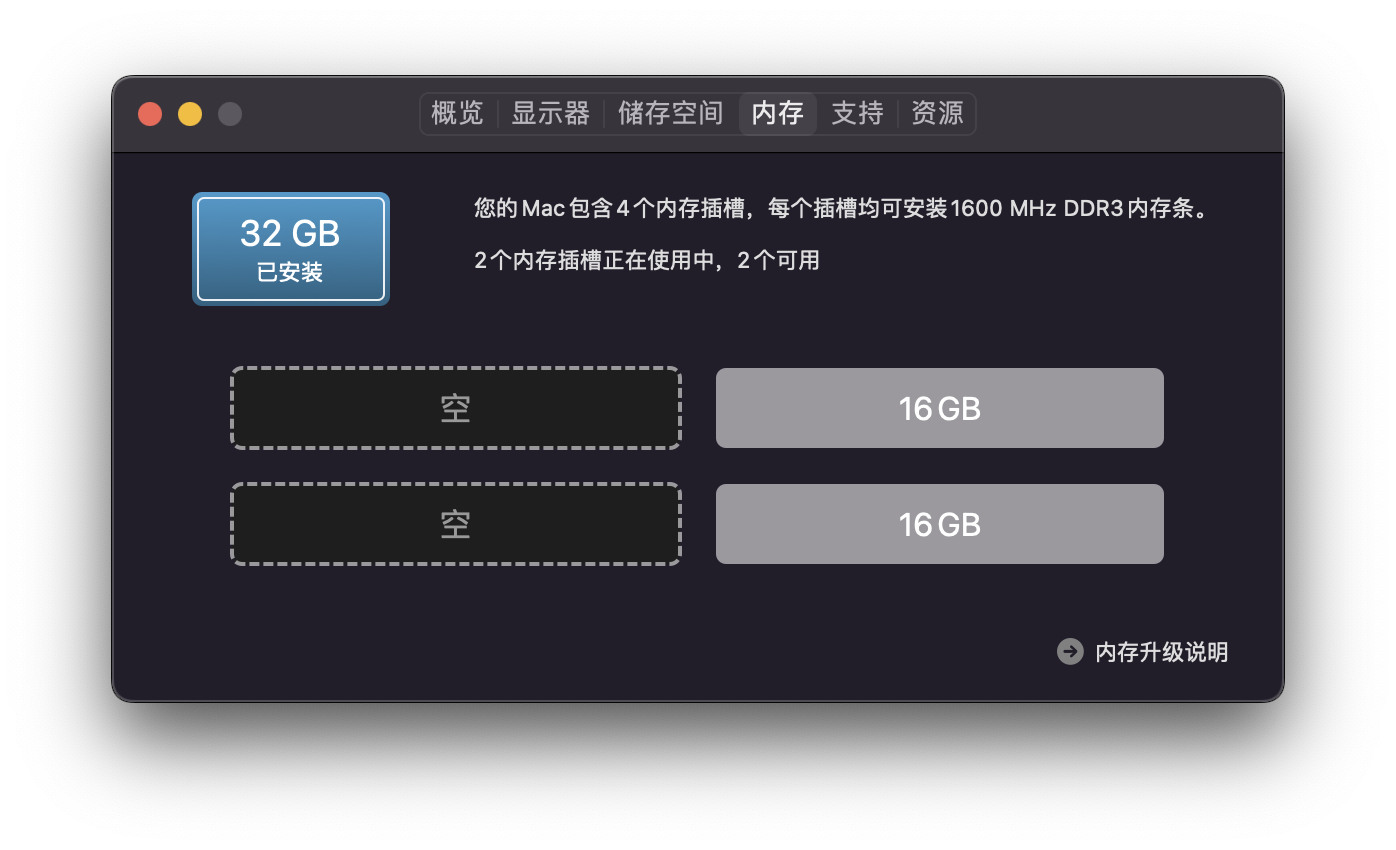 概览 显示器 储存空间 内存 支持 资源
32 GB
已安装
您的 Mac 包含 4 个内存插槽，每个插槽均可安装 1600 MHz DDR3 内存条。
2 个内存插槽正在使用中，2 个可用
空 16 GB
空 16 GB
内存升级说明